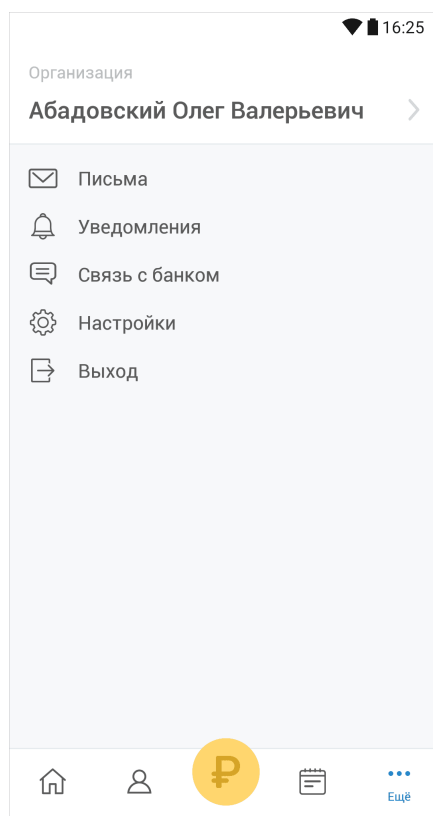 16:25
Организация
Абадовский Олег Валерьевич
Письма
Уведомления
Связь с банком
Настройки
Выход
₽
Ещё